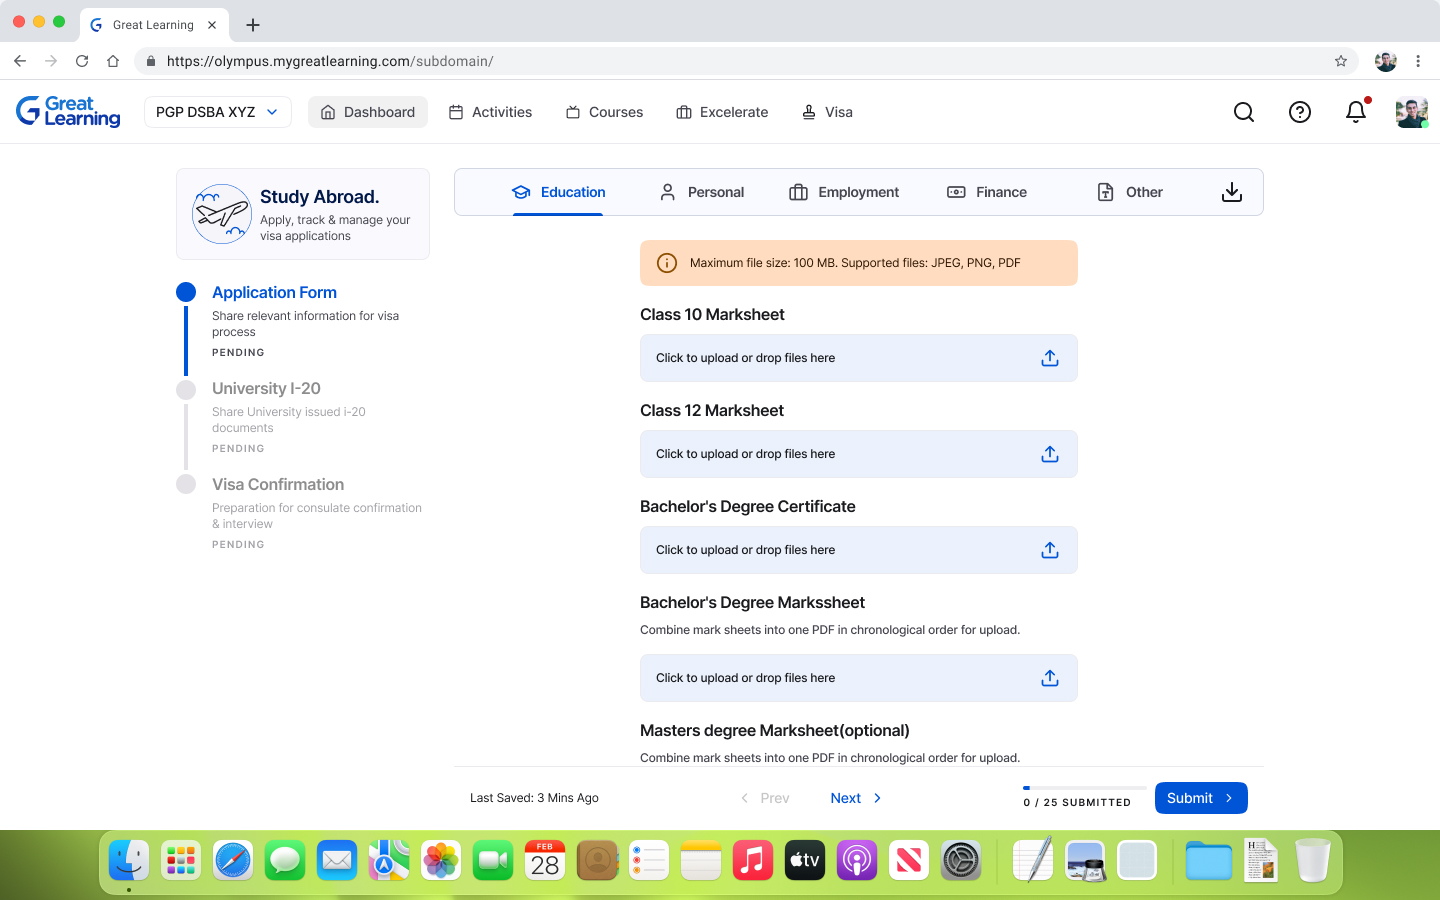 Great Learning
https://olympus.mygreatlearning.com/subdomain/
Great
Learning
PGP DSBA XYZ
Dashboard
Activities
Courses
Excelerate
Visa
Study Abroad.
Apply, track & manage your
visa applications
Application Form
Share relevant information for visa
process
PENDING
University I-20
Share University issued i-20
documents
PENDING
Visa Confirmation
Preparation for consulate confirmation
& interview
PENDING
Education
Personal
Employment
Finance
Other
Maximum file size: 100 MB. Supported files: JPEG, PNG, PDF
Class 10 Marksheet
Click to upload or drop files here
Class 12 Marksheet
Click to upload or drop files here
Bachelor's Degree Certificate
Click to upload or drop files here
Bachelor's Degree Markssheet
Combine mark sheets into one PDF in chronological order for upload.
Click to upload or drop files here
Masters degree Marksheet(optional)
Combine mark sheets into one PDF in chronological order for upload.
Last Saved: 3 Mins Ago
Prev
Next
0 / 25 SUBMITTED
Submit
FEB
28
tv